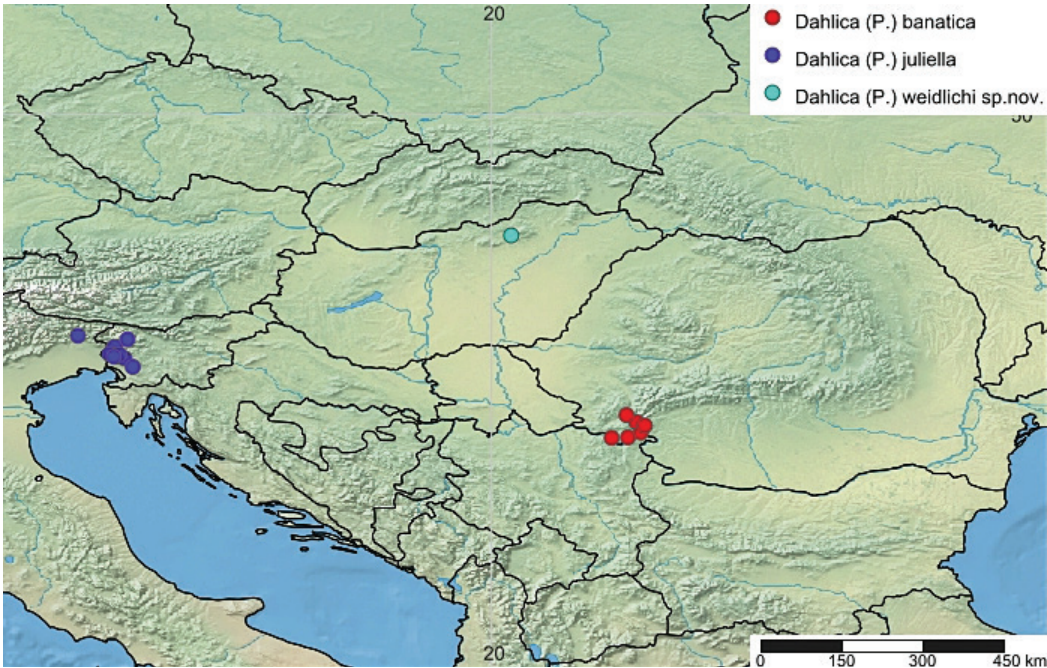 20
Dahlica (P.) banatica
Dahlica (P.) juliella
Dahlica (P.) weidlichi sp.nov.
50
20
0 150 300 450 km